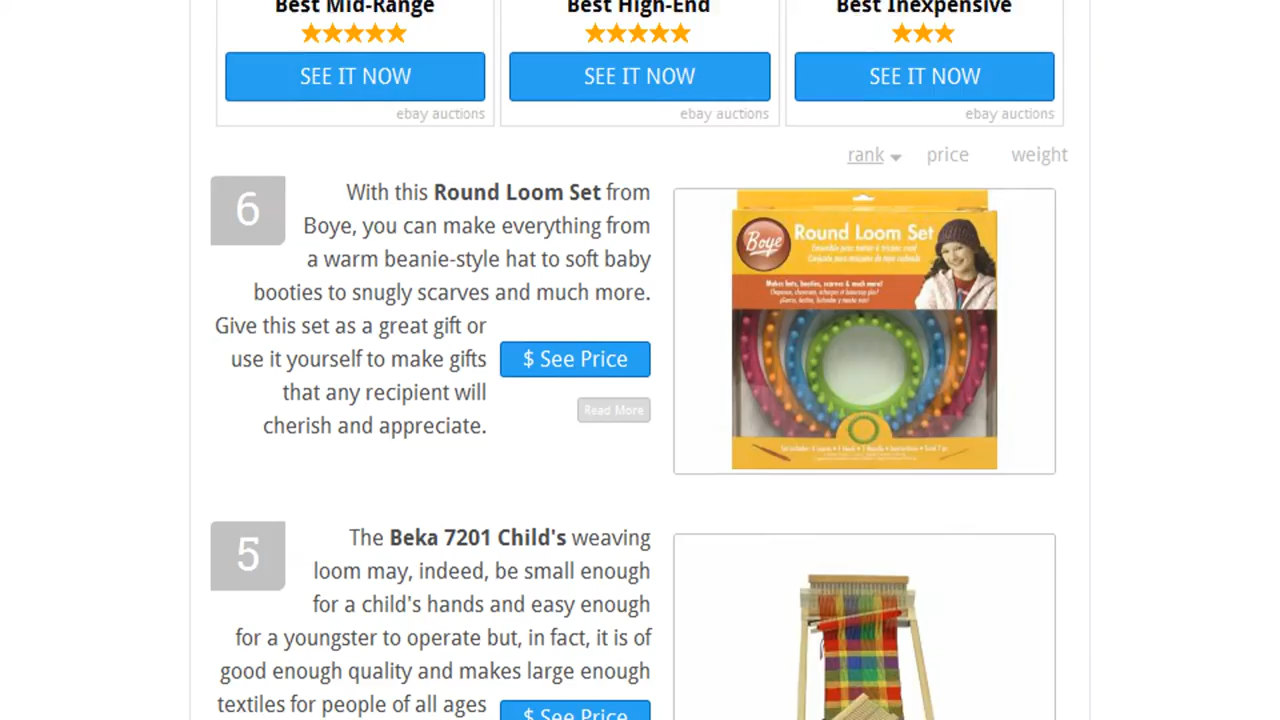 Best Mid-Range
Best High-End
Best Inexpensive
SEE IT NOW
SEE IT NOW
SEE IT NOW
ebay auctions
ebay auctions
ebay auctions
rank price weight
6
With this Round Loom Set from
Boye, you can make everything from
a warm beanie-style hat to soft baby
booties to snugly scarves and much more.
Give this set as a great gift or
use it yourself to make gifts
that any recipient will
cherish and appreciate.
$ See Price
Read More
Boye
Round Loom Set
Makes hats, booties, scarves & much more!
5
The Beka 7201 Child's weaving
loom may, indeed, be small enough
for a child's hands and easy enough
for a youngster to operate but, in fact, it is of
good enough quality and makes large enough
textiles for people of all ages
$ See Price